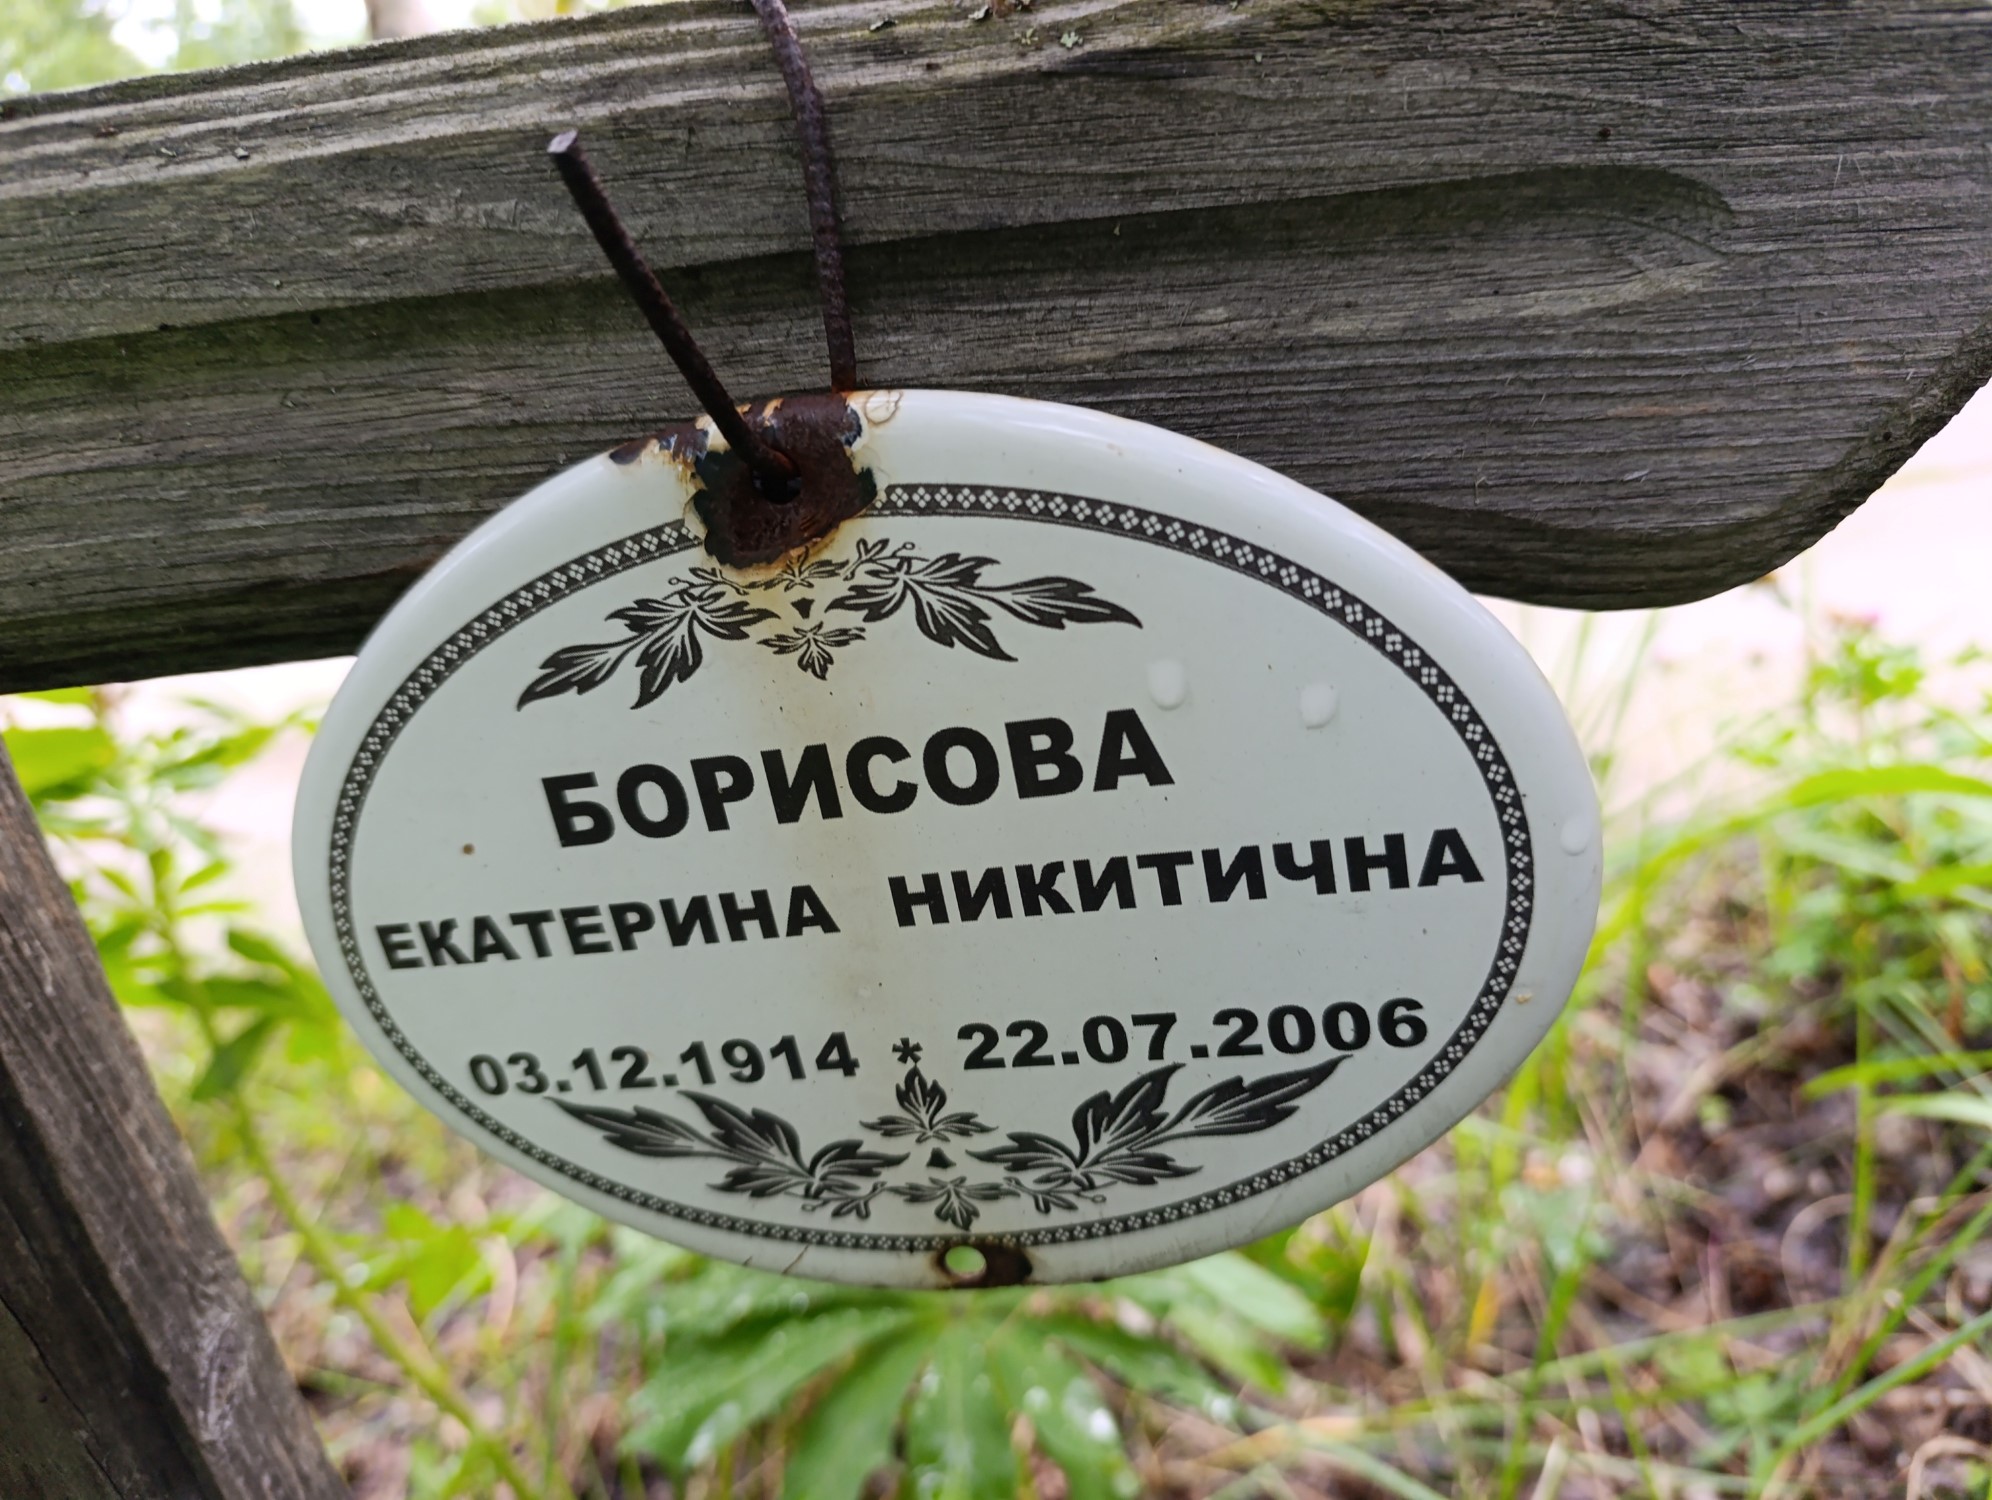 БОРИСОВА
ЕКАТЕРИНА НИКИТИЧНА
03.12.1914 * 22.07.2006